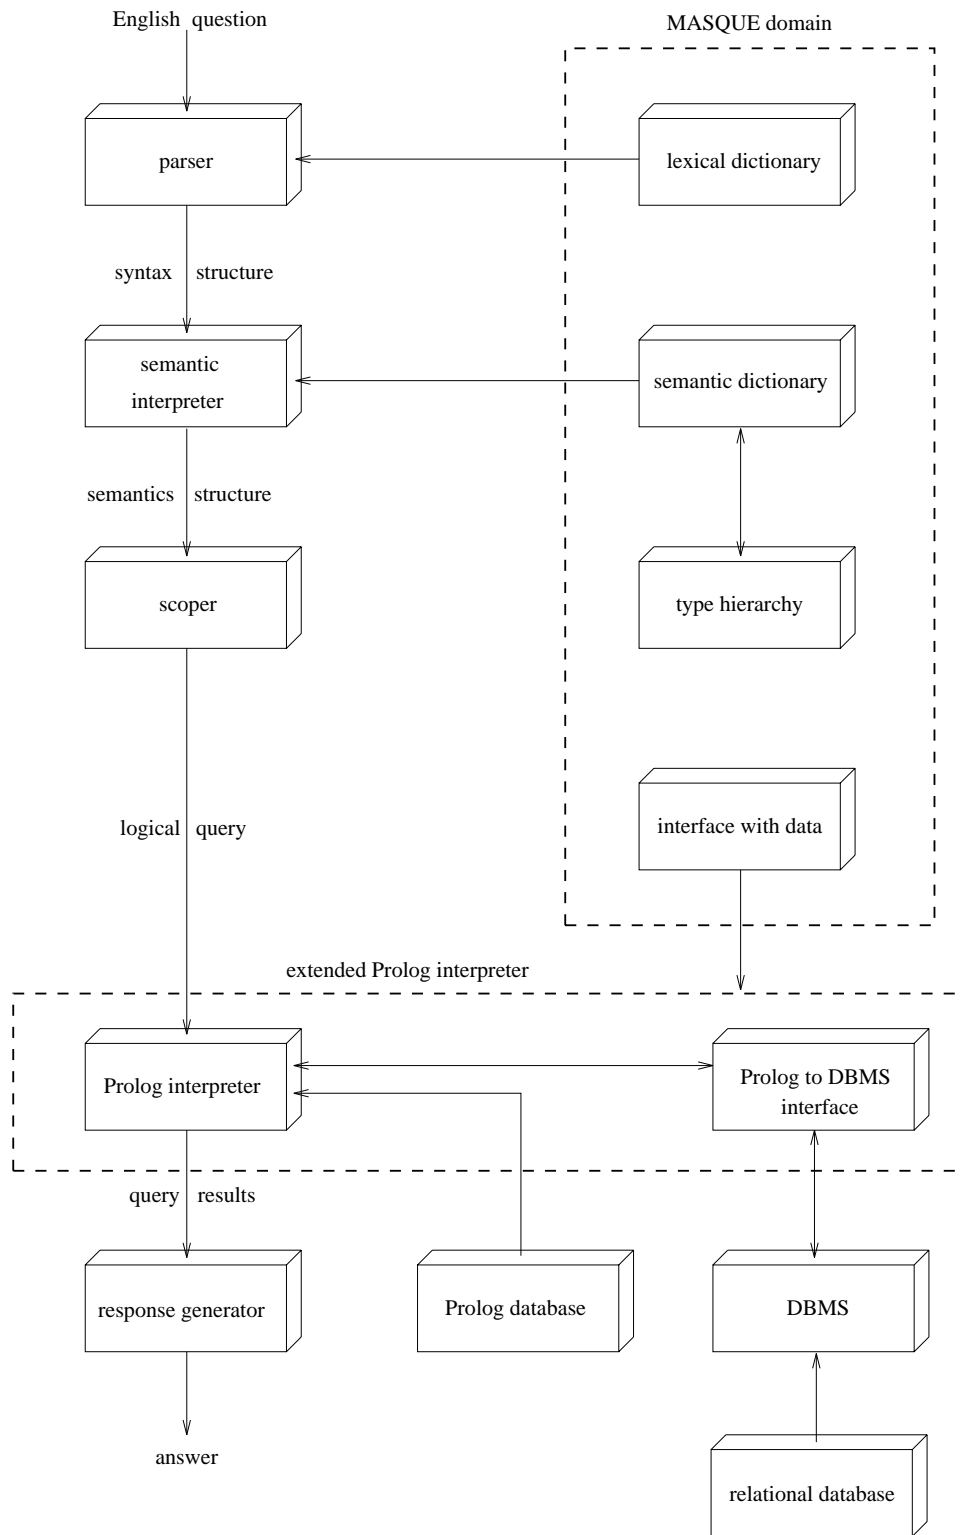 English question
MASQUE domain
parser
lexical dictionary
syntax structure
semantic
interpreter
semantic dictionary
semantics structure
scoper
type hierarchy
logical query
interface with data
extended Prolog interpreter
Prolog interpreter
Prolog to DBMS
interface
query results
response generator
Prolog database
DBMS
answer
relational database